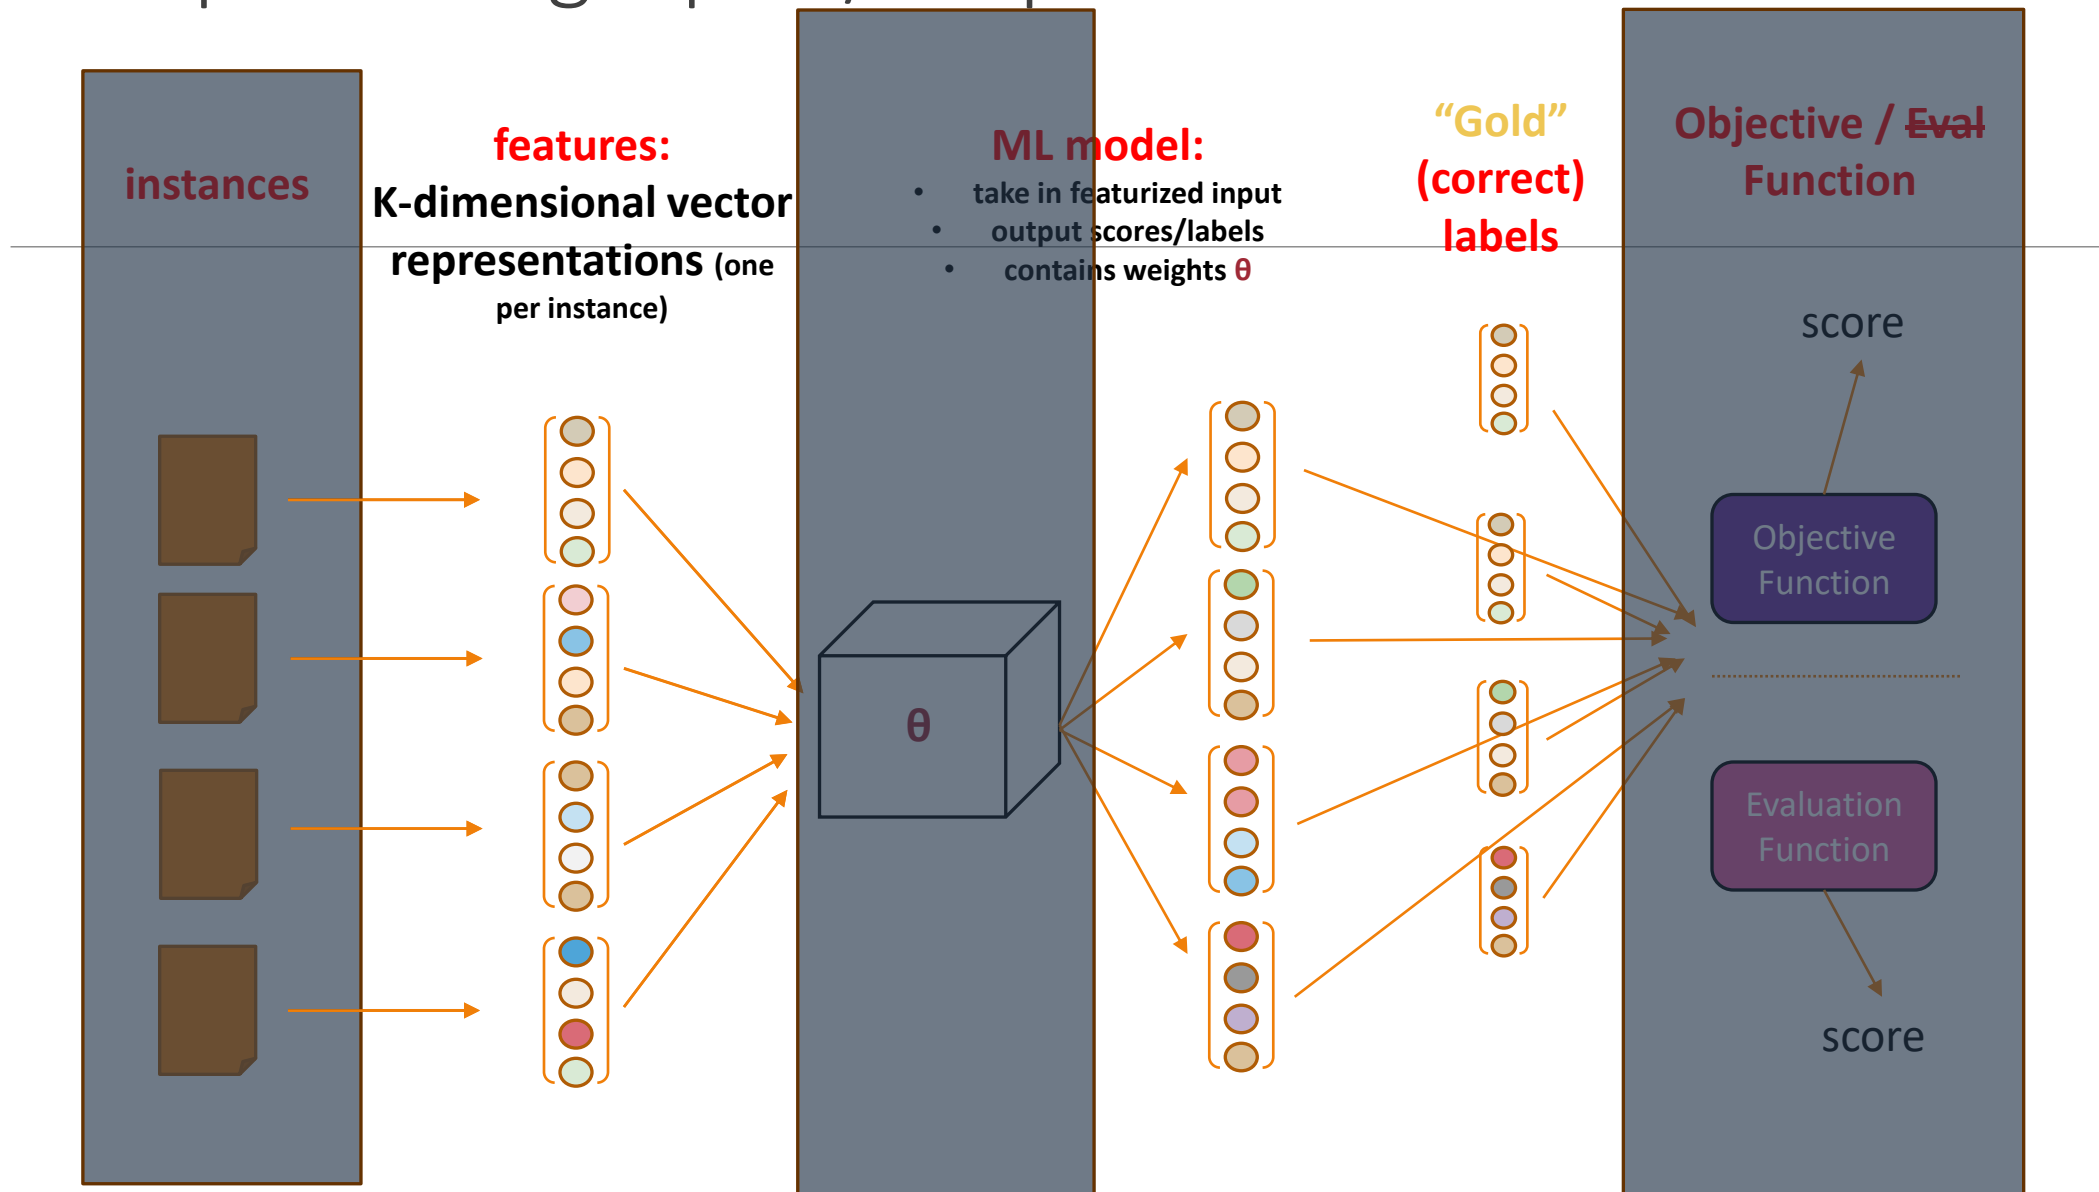 instances
features:
K-dimensional vector
representations (one
per instance)
ML model:
• take in featurized input
• output scores/labels
• contains weights θ
“Gold”
(correct)
labels
Objective / Eval
Function
score
Objective
Function
θ
Evaluation
Function
score